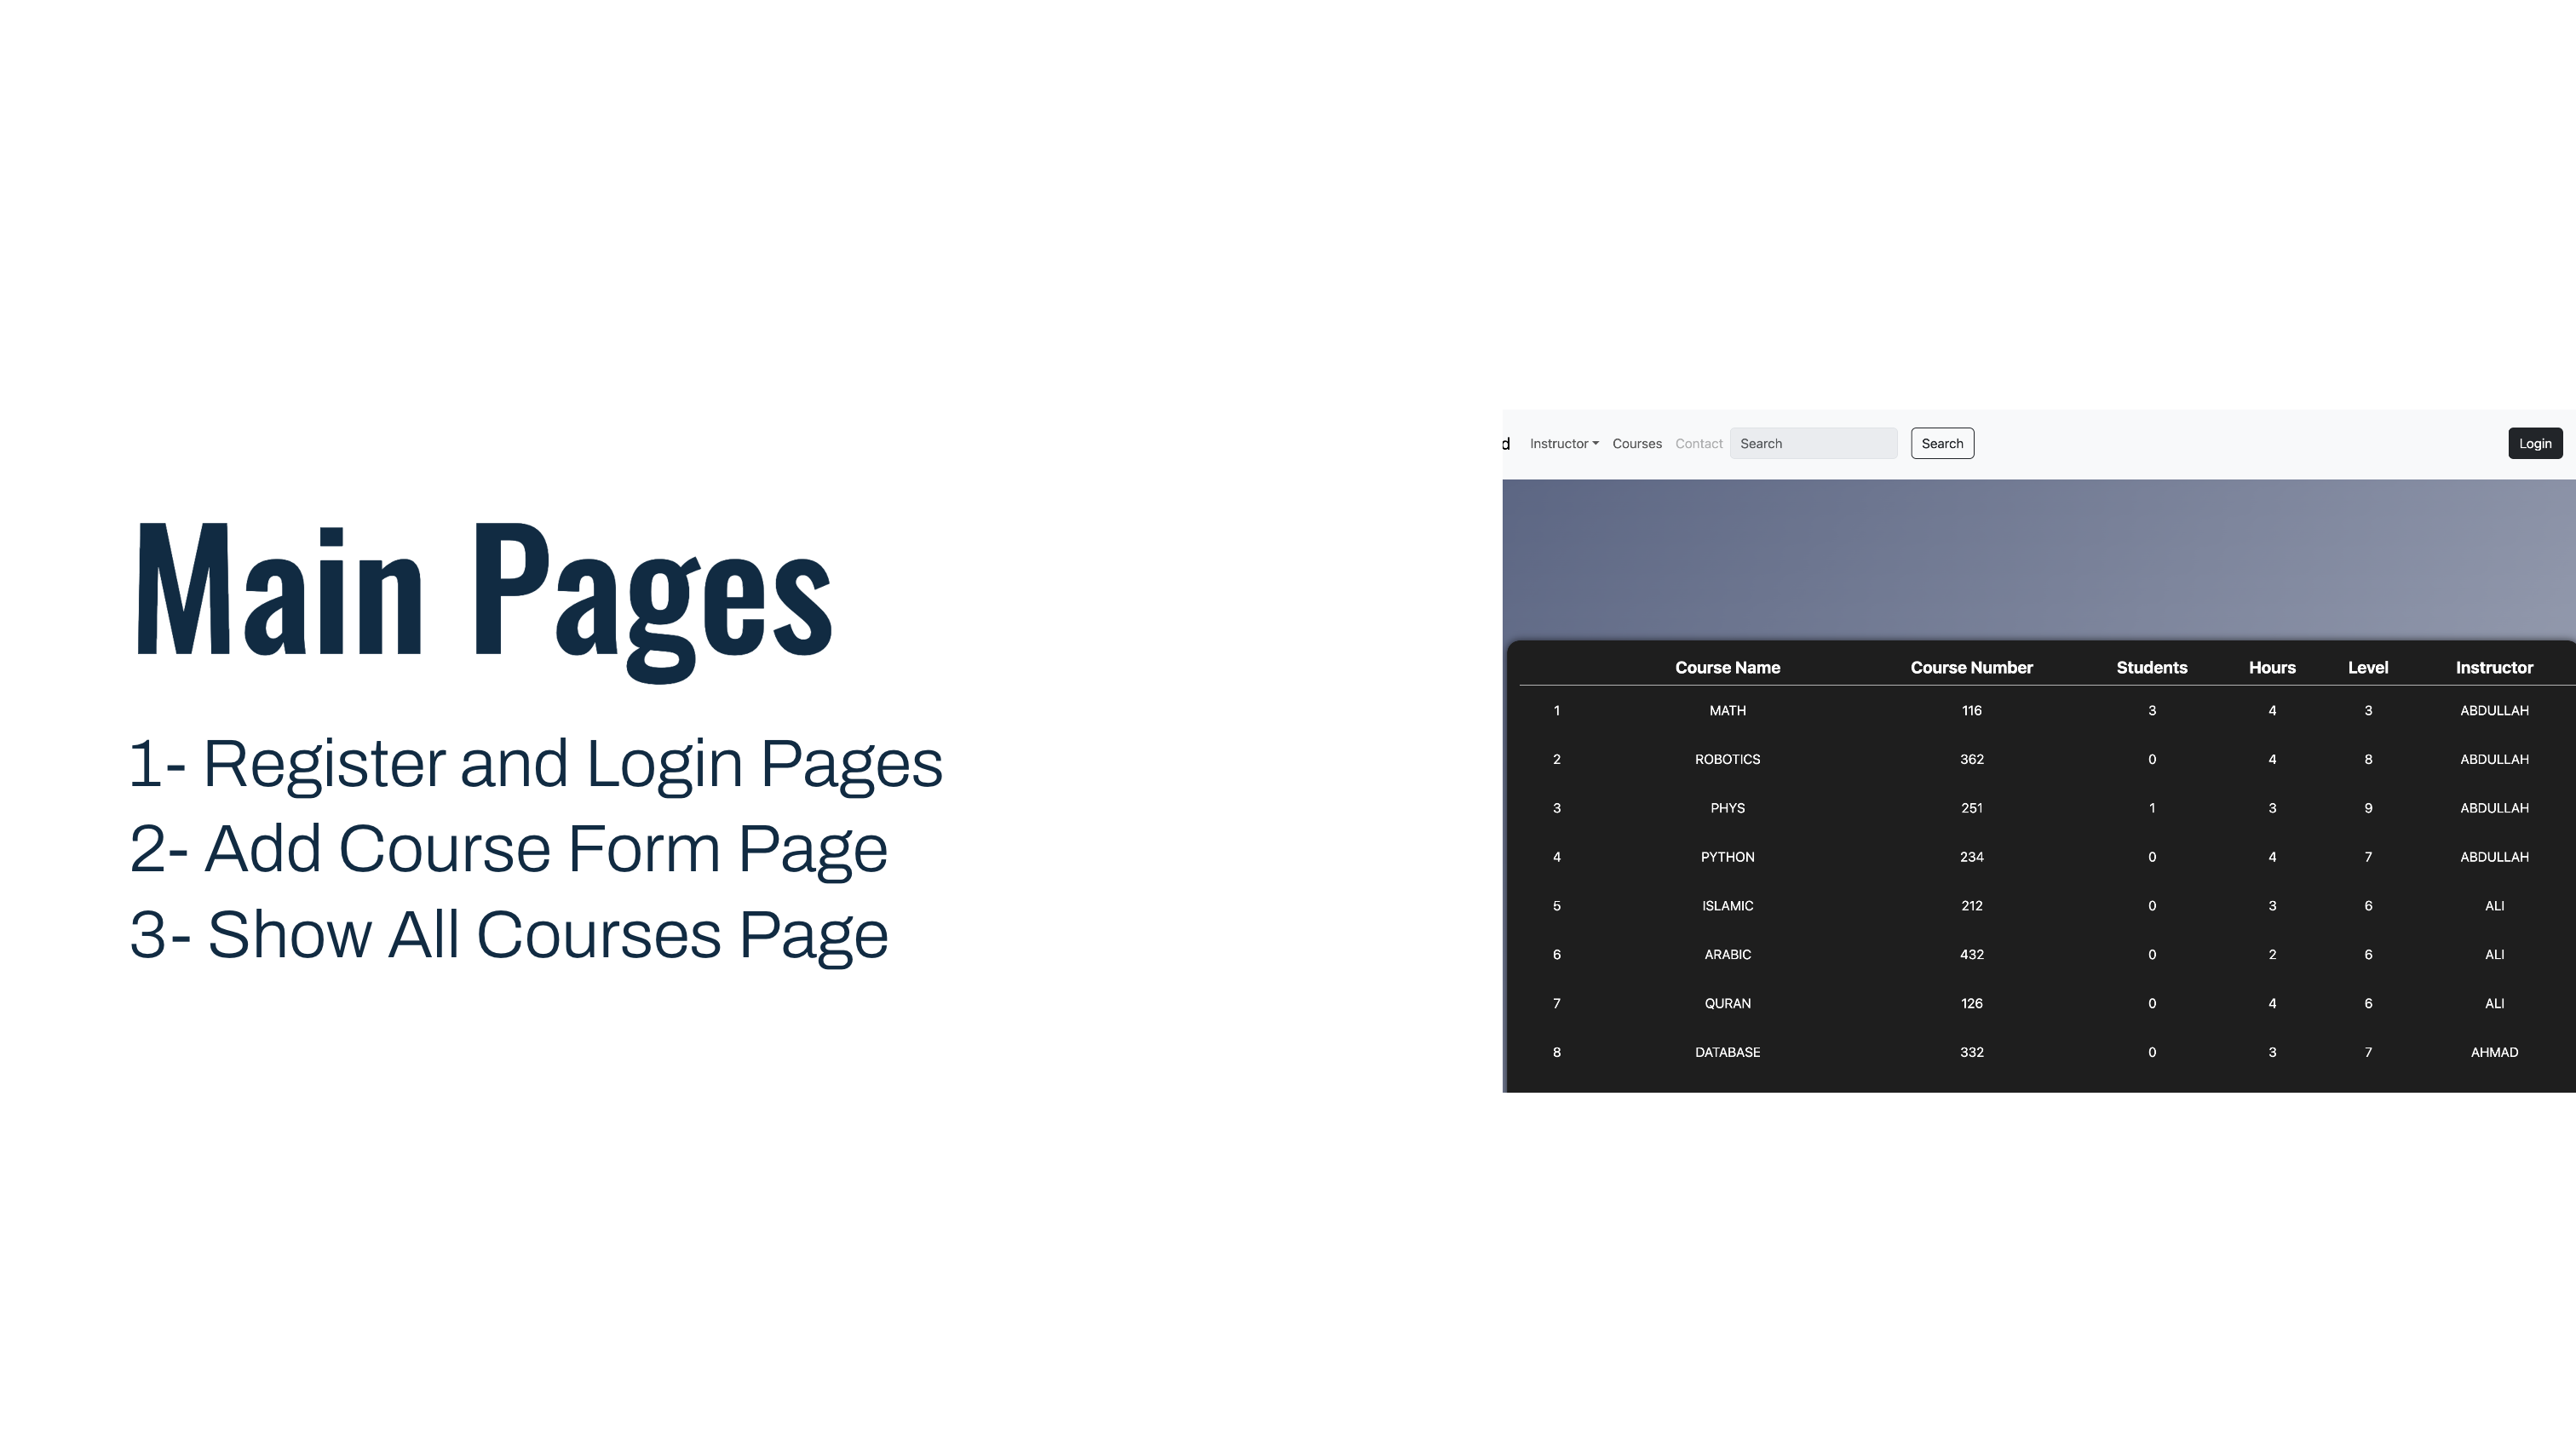 Main Pages
1- Register and Login Pages
2- Add Course Form Page
3- Show All Courses Page
d Instructor Courses Contact Search Search Login
Course Name Course Number Students Hours Level Instructor
1 MATH 116 3 4 3 ABDULLAH
2 ROBOTICS 362 0 4 8 ABDULLAH
3 PHYS 251 1 3 9 ABDULLAH
4 PYTHON 234 0 4 7 ABDULLAH
5 ISLAMIC 212 0 3 6 ALI
6 ARABIC 432 0 2 6 ALI
7 QURAN 126 0 4 6 ALI
8 DATABASE 332 0 3 7 AHMAD